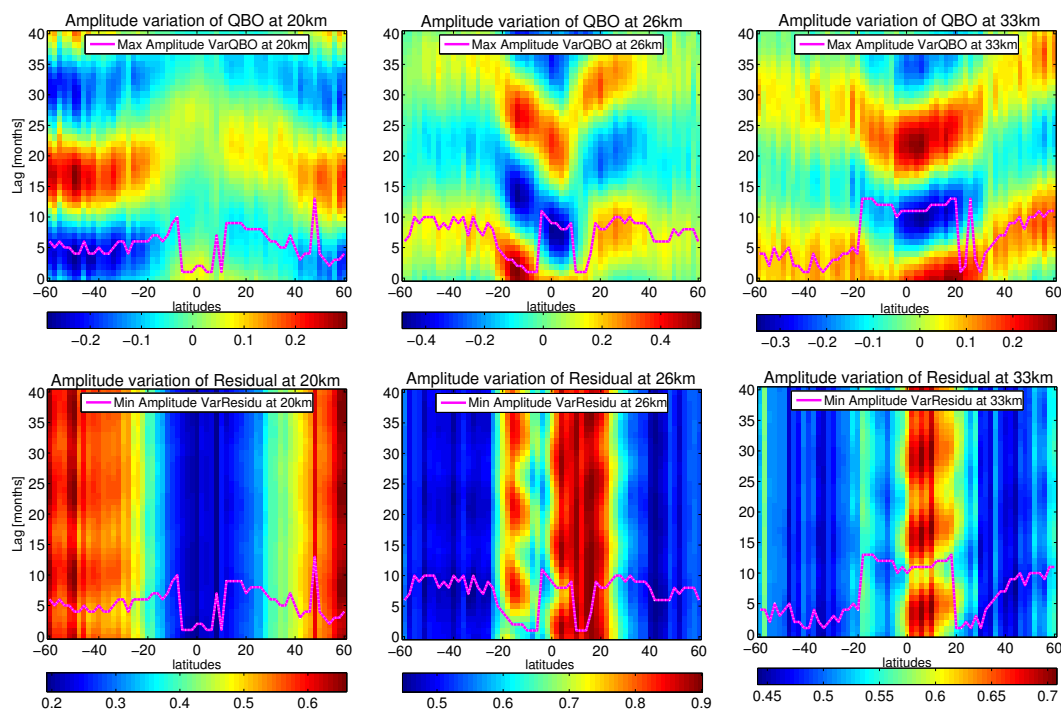 Amplitude variation of QBO at 20km
Max Amplitude VarQBO at 20km
Lag [months]
40
35
30
25
20
15
10
5
0
−60 −40 −20 0 20 40 60
latitudes
−0.2 −0.1 0 0.1 0.2
Amplitude variation of QBO at 26km
Max Amplitude VarQBO at 26km
40
35
30
25
20
15
10
5
0
−60 −40 −20 0 20 40 60
latitudes
−0.4 −0.2 0 0.2 0.4
Amplitude variation of QBO at 33km
Max Amplitude VarQBO at 33km
40
35
30
25
20
15
10
5
0
−60 −40 −20 0 20 40 60
latitudes
−0.3 −0.2 −0.1 0 0.1 0.2
Amplitude variation of Residual at 20km
Min Amplitude VarResidu at 20km
Lag [months]
40
35
30
25
20
15
10
5
0
−60 −40 −20 0 20 40 60
latitudes
0.2 0.3 0.4 0.5 0.6
Amplitude variation of Residual at 26km
Min Amplitude VarResidu at 26km
40
35
30
25
20
15
10
5
0
−60 −40 −20 0 20 40 60
latitudes
0.5 0.6 0.7 0.8 0.9
Amplitude variation of Residual at 33km
Min Amplitude VarResidu at 33km
40
35
30
25
20
15
10
5
0
−60 −40 −20 0 20 40 60
latitudes
0.45 0.5 0.55 0.6 0.65 0.7